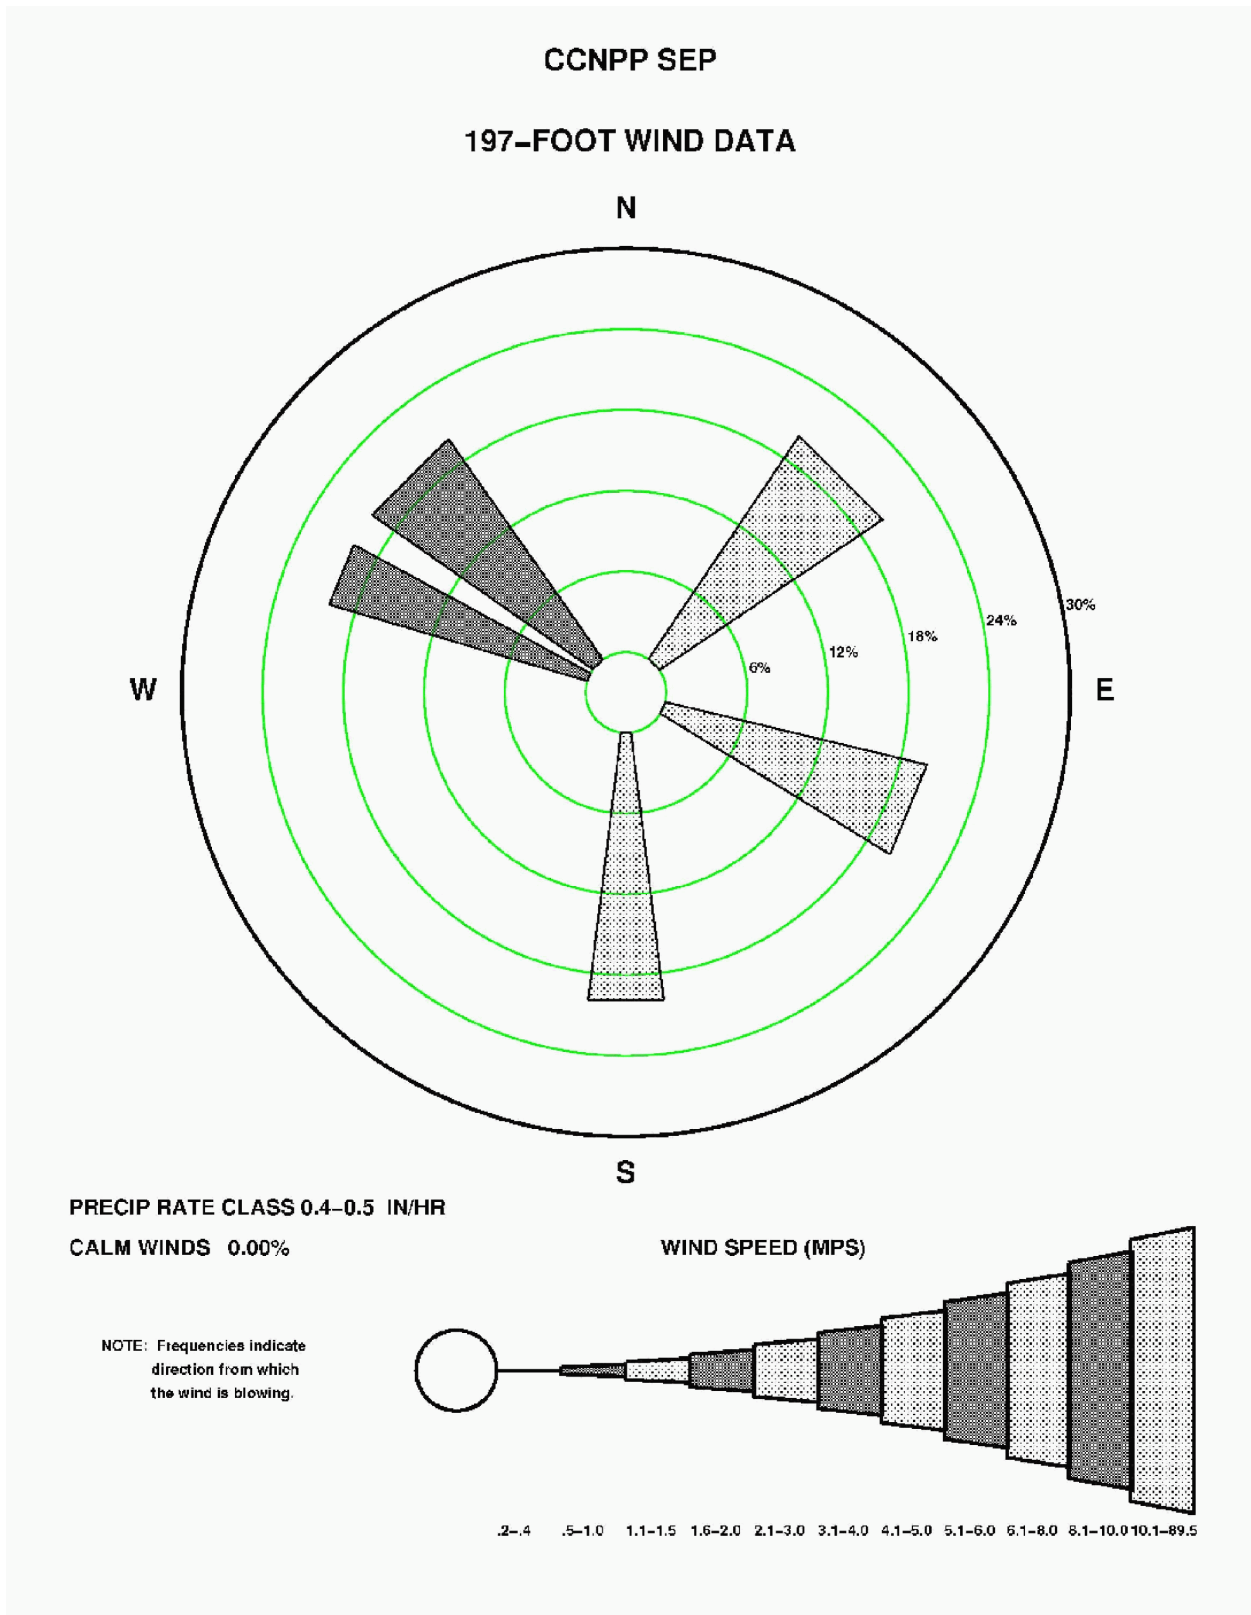 CCNPP SEP
197–FOOT WIND DATA
N
30%
24%
18%
12%
6%
W
E
S
PRECIP RATE CLASS 0.4–0.5 IN/HR
CALM WINDS 0.00%
WIND SPEED (MPS)
NOTE: Frequencies indicate
direction from which
the wind is blowing.
.2–.4 .5–1.0 1.1–1.5 1.6–2.0 2.1–3.0 3.1–4.0 4.1–5.0 5.1–6.0 6.1–8.0 8.1–10.0 10.1–89.5